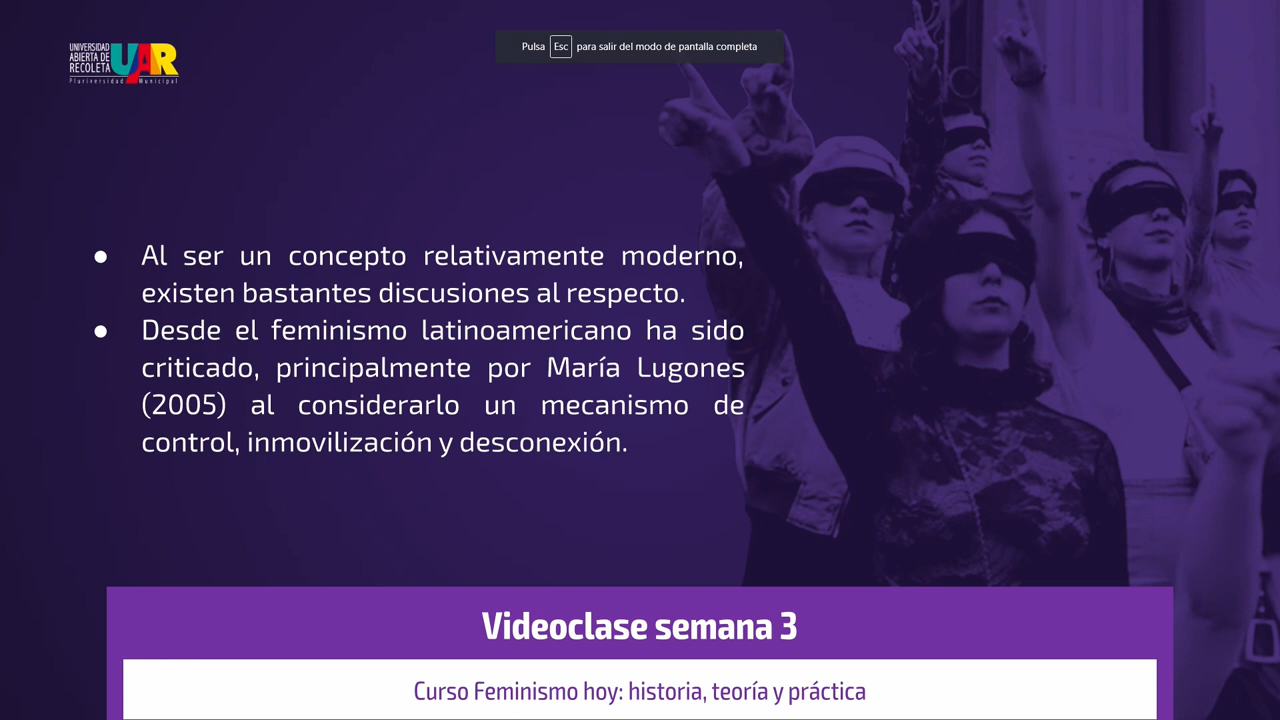 UNIVERSIDAD
ABIERTA DE
RECOLETA
UAR
Pluriversidad Municipal
Pulsa Esc para salir del modo de pantalla completa
● Al ser un concepto relativamente moderno,
existen bastantes discusiones al respecto.
● Desde el feminismo latinoamericano ha sido
criticado, principalmente por María Lugones
(2005) al considerarlo un mecanismo de
control, inmovilización y desconexión.
Videoclase semana 3
Curso Feminismo hoy: historia, teoría y práctica